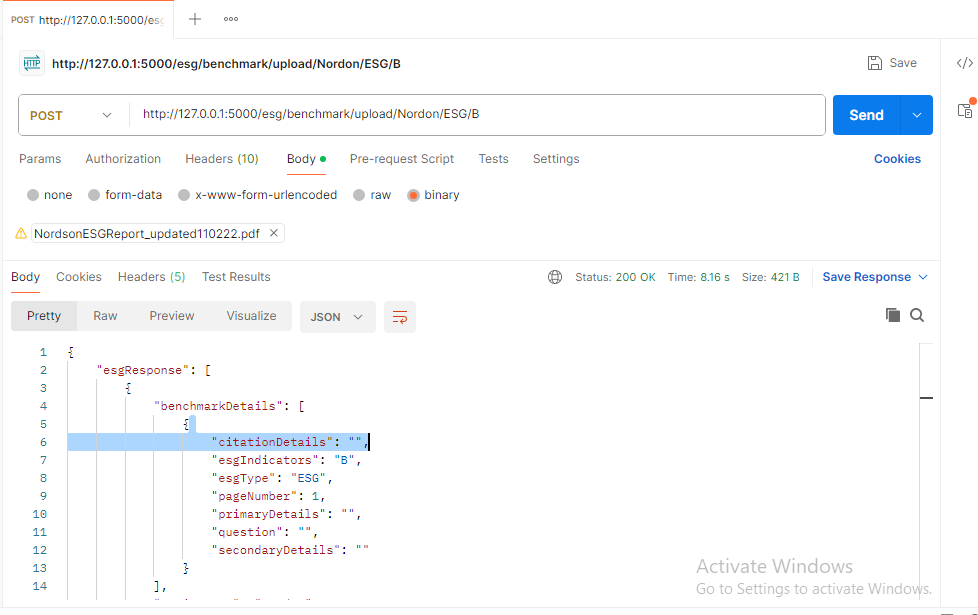 POST http://127.0.0.1:5000/esg
HTTP http://127.0.0.1:5000/esg/benchmark/upload/Nordon/ESG/B Save
POST http://127.0.0.1:5000/esg/benchmark/upload/Nordon/ESG/B Send
Params Authorization Headers (10) Body Pre-request Script Tests Settings Cookies
none form-data x-www-form-urlencoded raw binary
NordsonESGReport_updated110222.pdf
Body Cookies Headers (5) Test Results Status: 200 OK Time: 8.16 s Size: 421 B Save Response
Pretty Raw Preview Visualize JSON
1 {
2 "esgResponse": [
3 {
4 "benchmarkDetails": [
5 {
6 "citationDetails": "",
7 "esgIndicators": "B",
8 "esgType": "ESG",
9 "pageNumber": 1,
10 "primaryDetails": "",
11 "question": "",
12 "secondaryDetails": ""
13 }
14 ],
Activate Windows
Go to Settings to activate Windows.